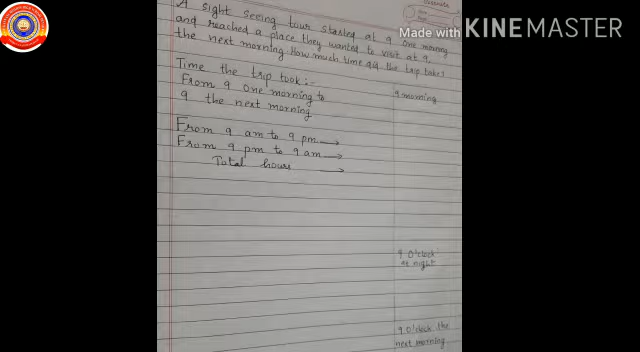 A sight seeing tour started at 9 one morning
and reached a place they wanted to visit at 9,
the next morning. How much time did the trip take?
Time the trip took:-
From 9 one morning to
9 the next morning
From 9 am to 9 pm →
From 9 pm to 9 am →
Total hours →
9 morning
9 O'clock
at night
9 O'clock the
next morning
Made with KINEMASTER